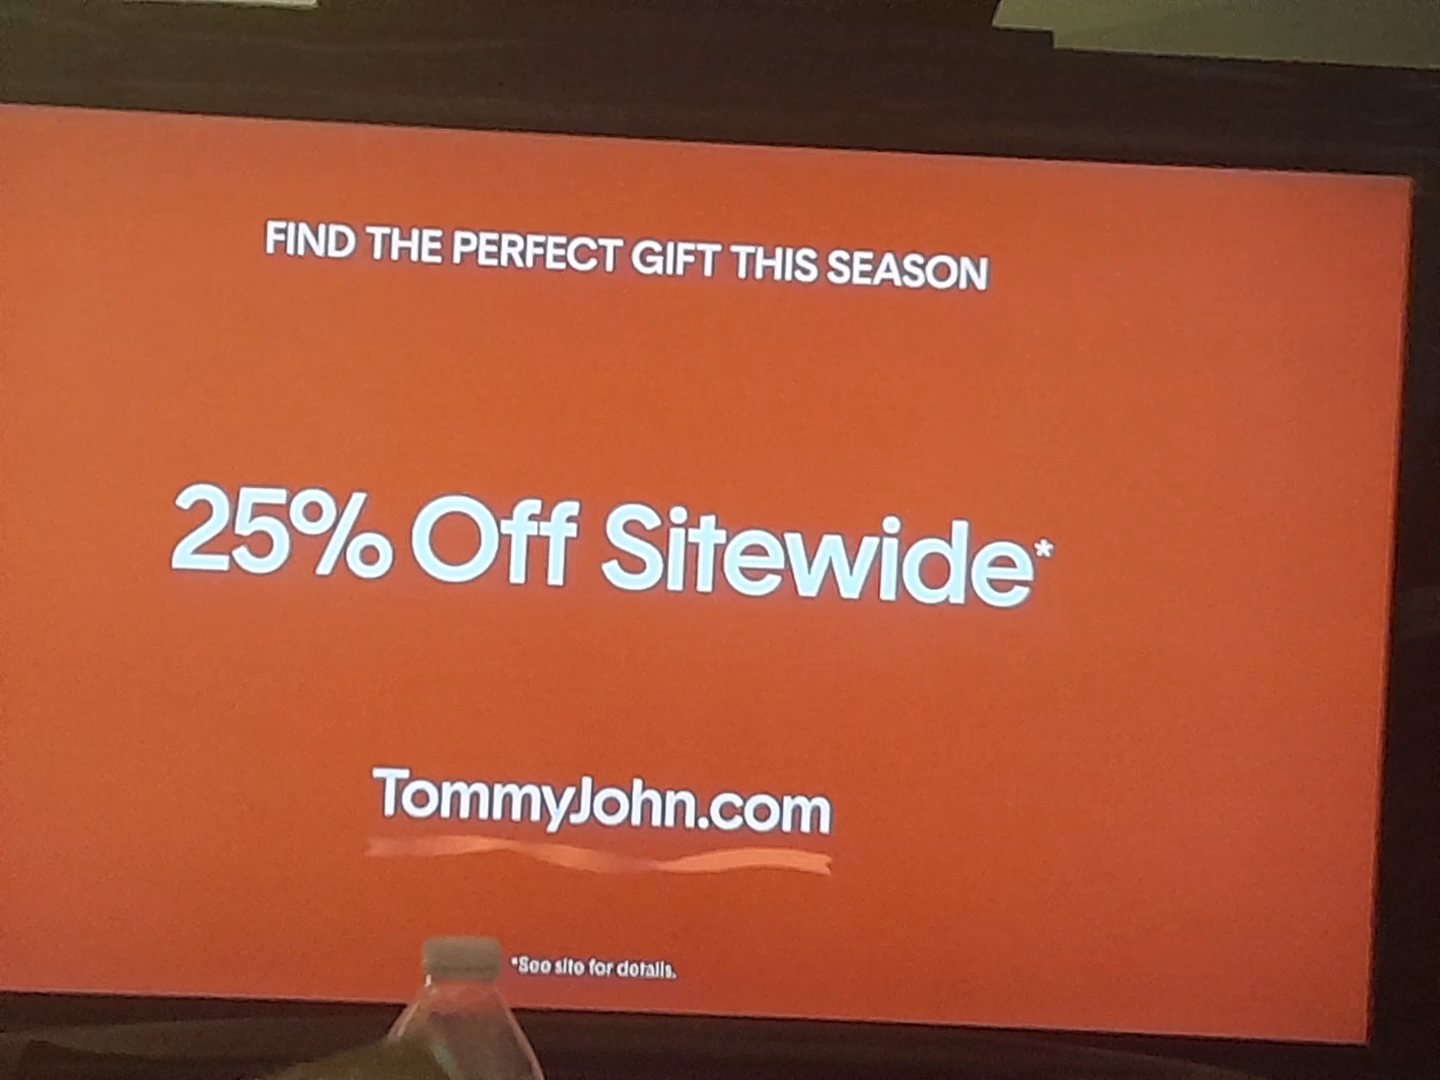 FIND THE PERFECT GIFT THIS SEASON
25% Off Sitewide*
TommyJohn.com
*See site for details.